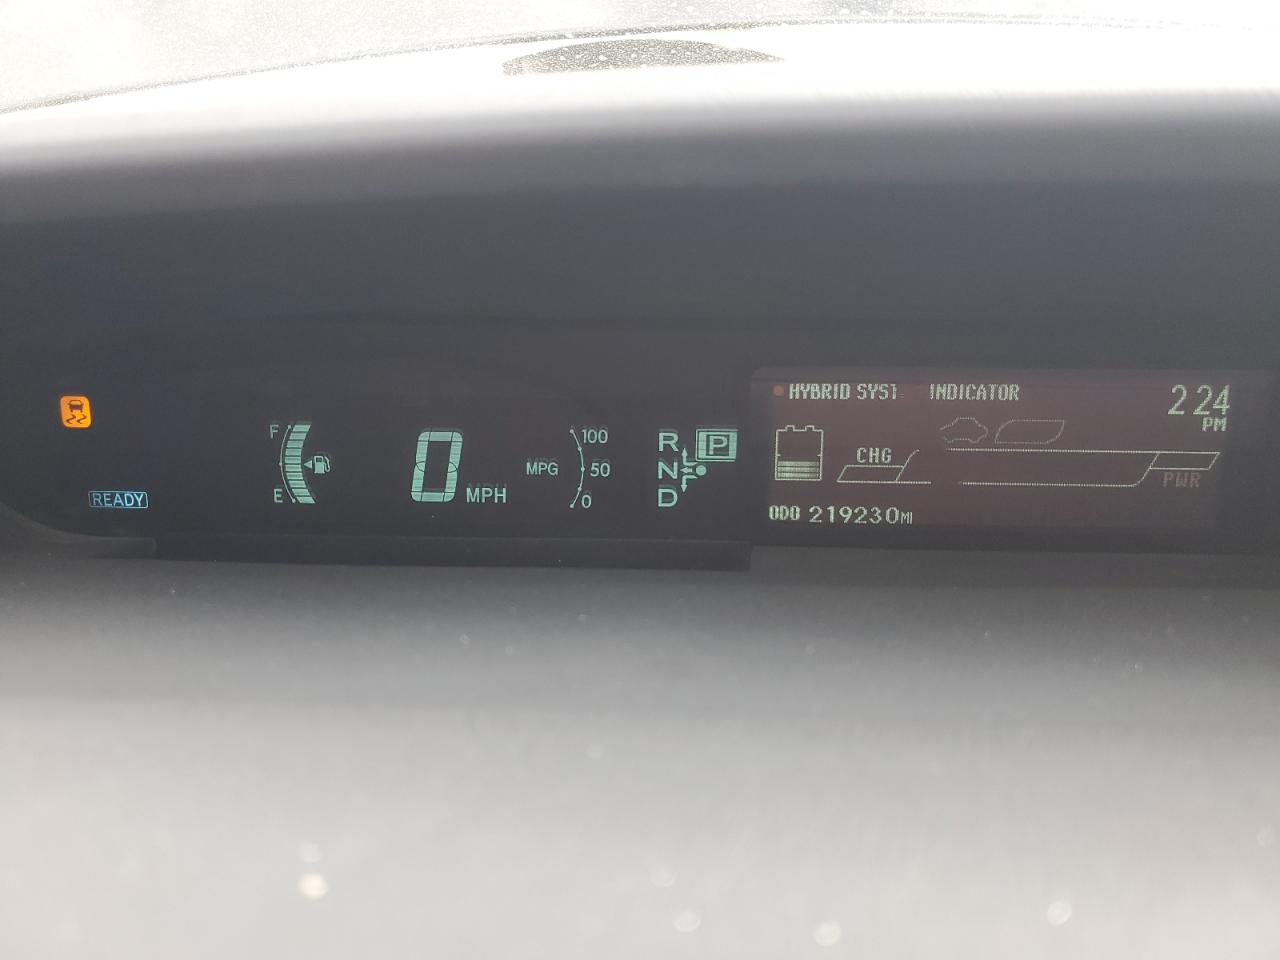 HYBRID SYST INDICATOR
2 24
PM
F
E
0
MPH
MPG
100
50
0
R
N
D
P
CHG
PWR
READY
ODO 219230MI